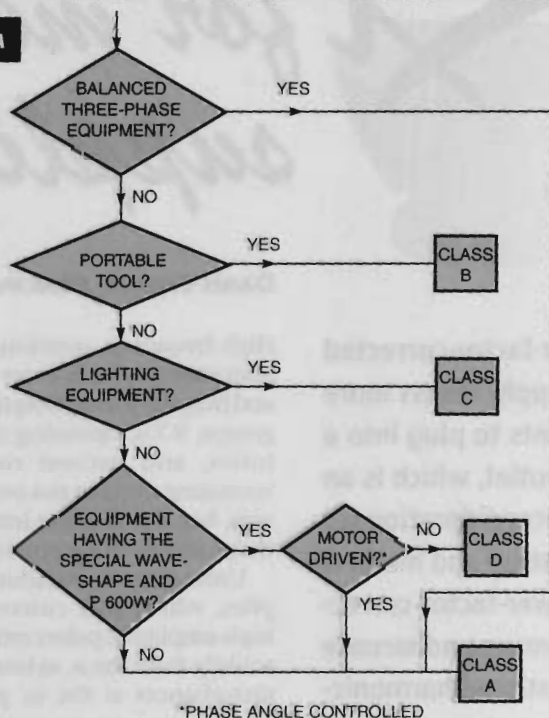 BALANCED
THREE-PHASE
EQUIPMENT?
YES
NO
PORTABLE
TOOL?
YES
CLASS
B
NO
LIGHTING
EQUIPMENT?
YES
CLASS
C
NO
EQUIPMENT
HAVING THE
SPECIAL WAVE-
SHAPE AND
P 600W?
YES
MOTOR
DRIVEN?
NO
CLASS
D
YES
NO
CLASS
A
*PHASE ANGLE CONTROLLED